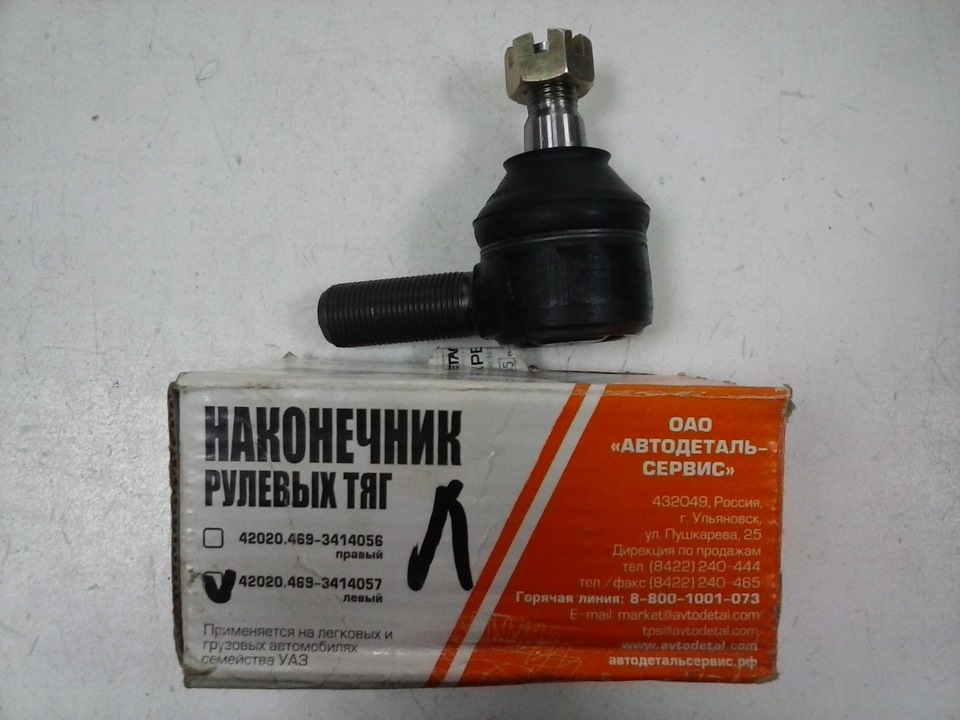 НАКОНЕЧНИК
РУЛЕВЫХ ТЯГ
42020.469-3414056
правый
42020.469-3414057
левый
Применяется на легковых и
грузовых автомобилях
семейства УАЗ
Л
ОАО
«АВТОДЕТАЛЬ-
СЕРВИС»
432049, Россия,
г. Ульяновск,
ул. Пушкарева, 25
Дирекция по продажам
тел. (8422) 240-444
тел./факс (8422) 240-465
Горячая линия: 8-800-1001-073
E-mail: market@avtodetal.com
tps@avtodetal.com
www.avtodetal.com
автодетальсервис.рф